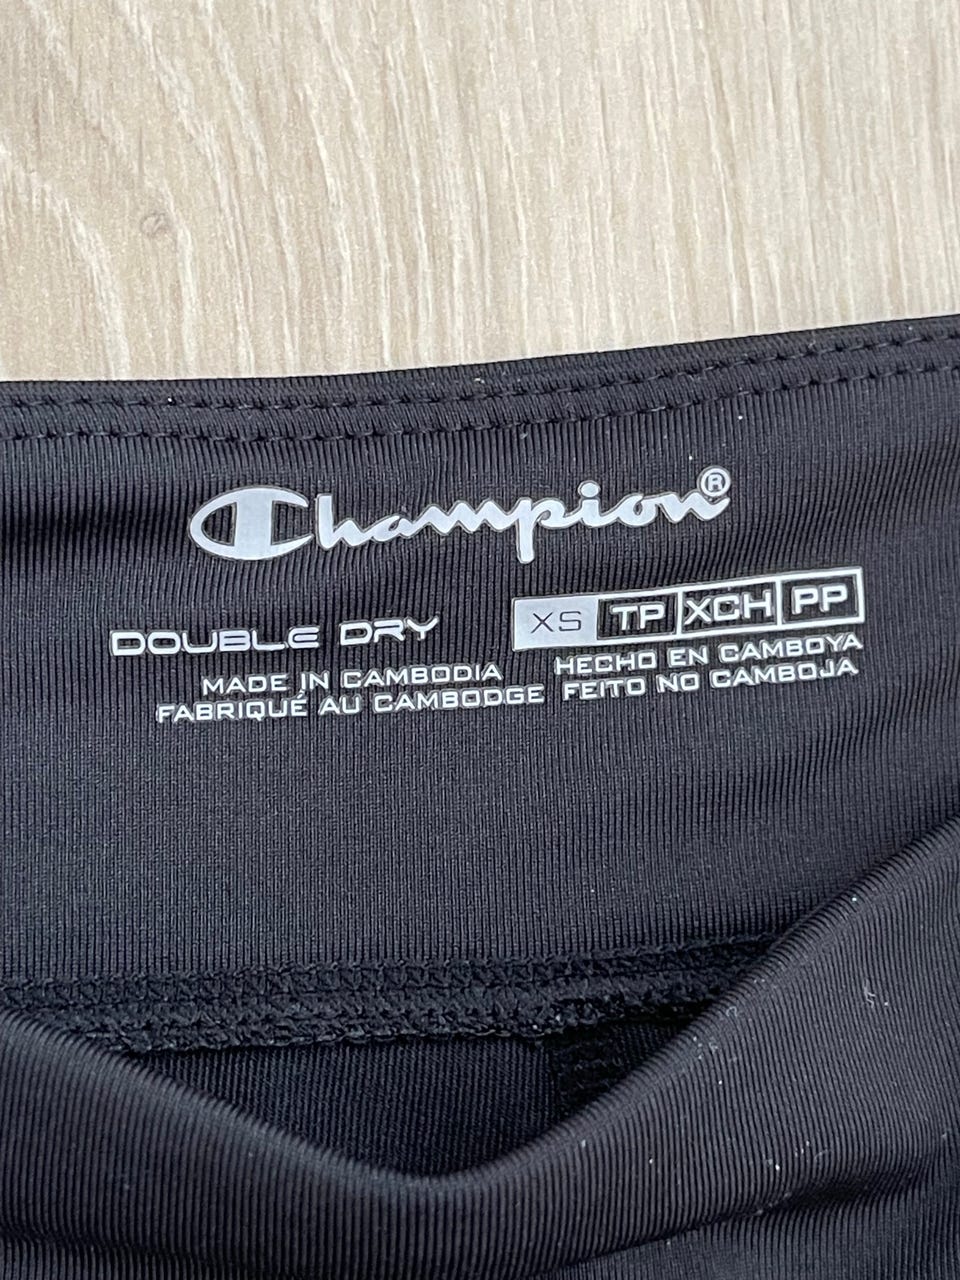 Champion®
DOUBLE DRY
XS TP XCH PP
MADE IN CAMBODIA
FABRIQUÉ AU CAMBODGE
HECHO EN CAMBOYA
FEITO NO CAMBOJA